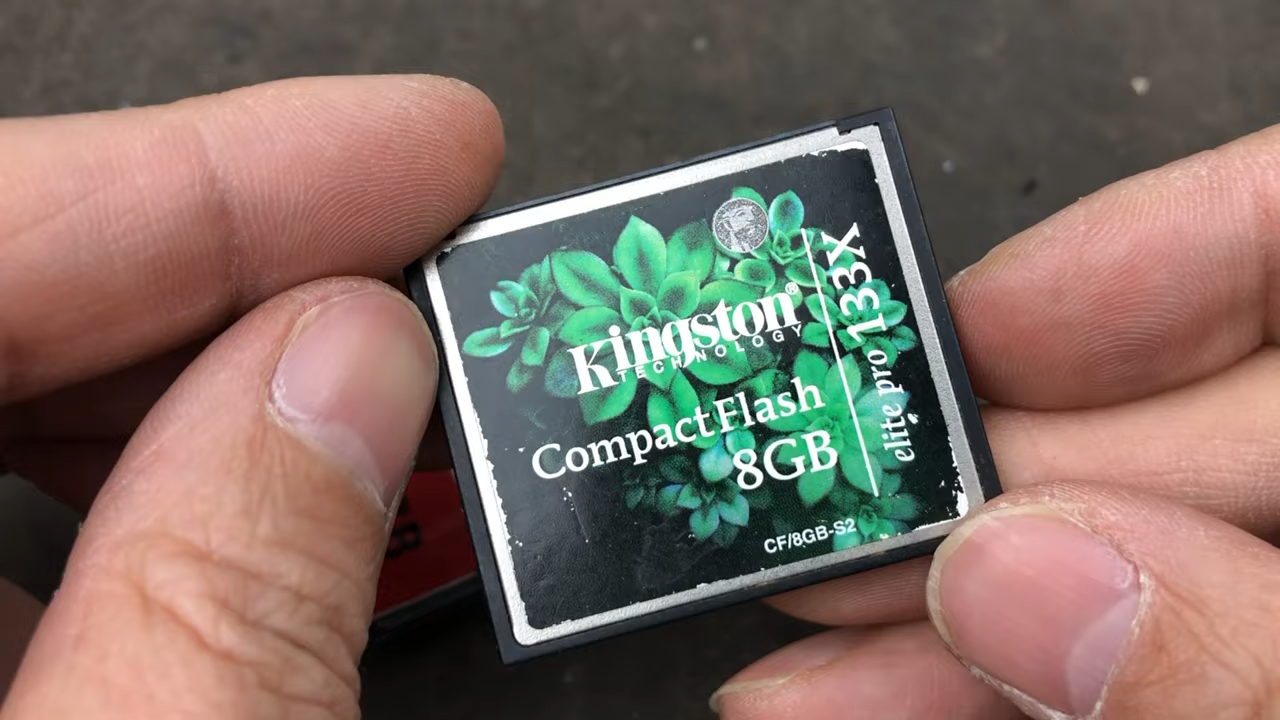 Kingston®
TECHNOLOGY
CompactFlash
8GB
elite pro 133X
CF/8GB-S2